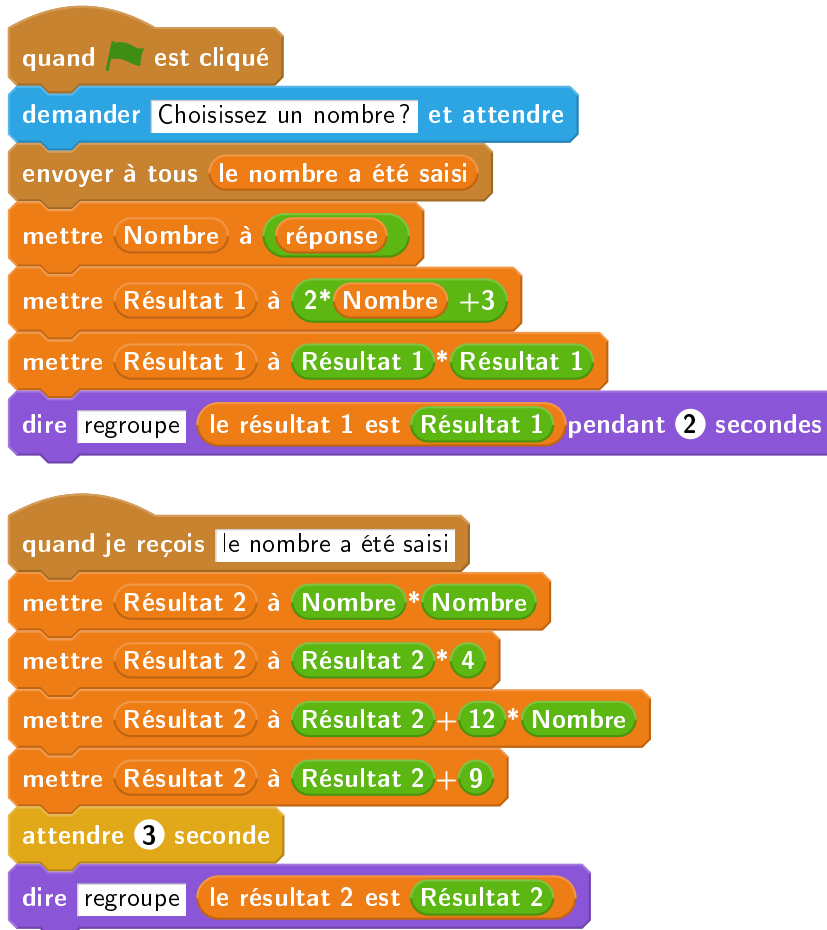 quand est cliqué
demander Choisissez un nombre? et attendre
envoyer à tous le nombre a été saisi
mettre Nombre à réponse
mettre Résultat 1 à 2* Nombre +3
mettre Résultat 1 à Résultat 1 * Résultat 1
dire regroupe le résultat 1 est Résultat 1 pendant 2 secondes
quand je reçois le nombre a été saisi
mettre Résultat 2 à Nombre * Nombre
mettre Résultat 2 à Résultat 2 * 4
mettre Résultat 2 à Résultat 2 + 12 * Nombre
mettre Résultat 2 à Résultat 2 + 9
attendre 3 seconde
dire regroupe le résultat 2 est Résultat 2